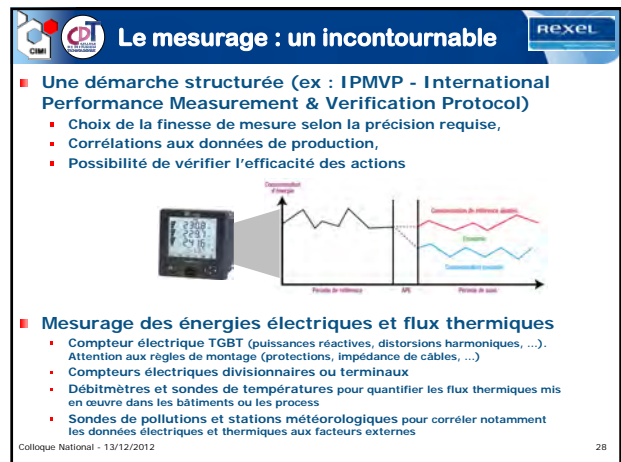 CIMI
CDT
Le mesurage : un incontournable
REXEL
Une démarche structurée (ex : IPMVP - International
Performance Measurement & Verification Protocol)
Choix de la finesse de mesure selon la précision requise,
Corrélations aux données de production,
Possibilité de vérifier l'efficacité des actions
Consommation
d'énergie
Consommation de référence ajustée
Économie
Consommation mesurée
Période de référence
APE
Période de suivi
Mesurage des énergies électriques et flux thermiques
Compteur électrique TGBT (puissances réactives, distorsions harmoniques, ...).
Attention aux règles de montage (protections, impédance de câbles, ...)
Compteurs électriques divisionnaires ou terminaux
Débitmètres et sondes de températures pour quantifier les flux thermiques mis
en œuvre dans les bâtiments ou les process
Sondes de pollutions et stations météorologiques pour corréler notamment
les données électriques et thermiques aux facteurs externes
Colloque National - 13/12/2012
28